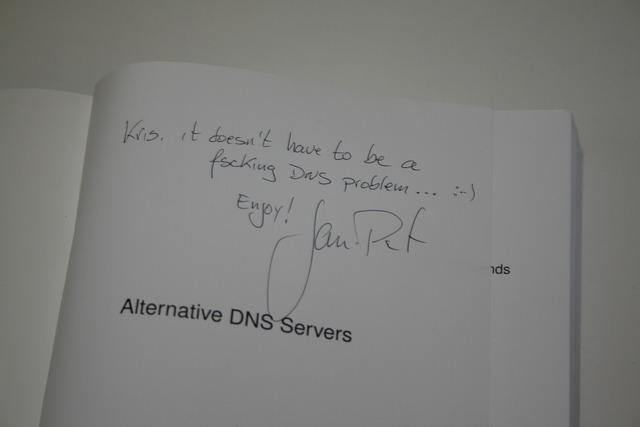 Kris, it doesn't have to be a
fscking DNS problem... :-)
Enjoy!
Jan-Piet
nds
Alternative DNS Servers